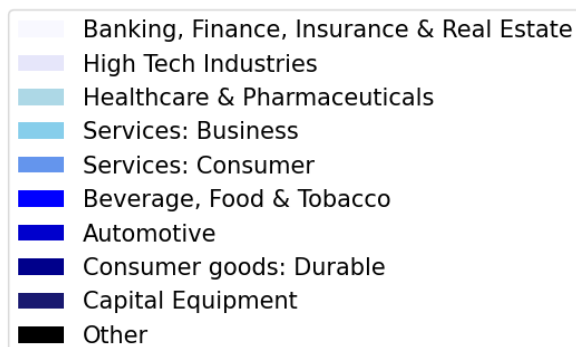 Banking, Finance, Insurance & Real Estate
High Tech Industries
Healthcare & Pharmaceuticals
Services: Business
Services: Consumer
Beverage, Food & Tobacco
Automotive
Consumer goods: Durable
Capital Equipment
Other